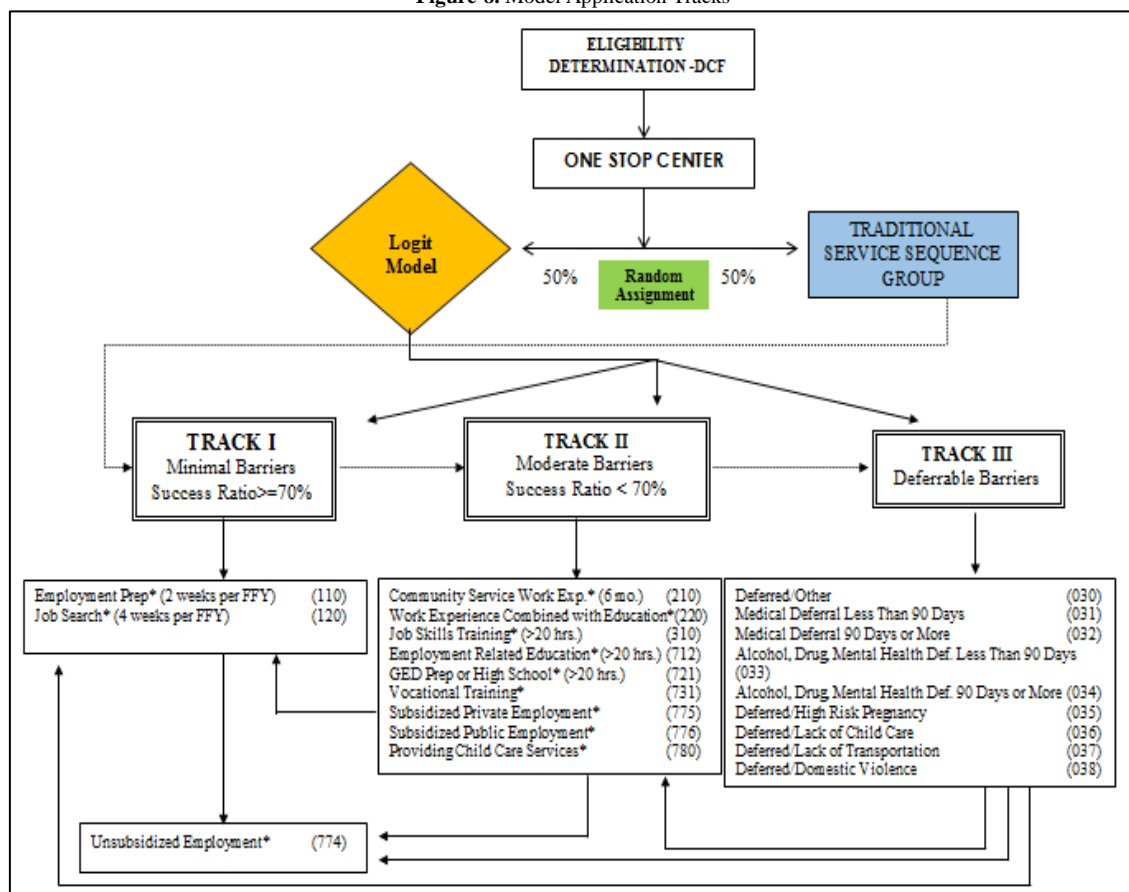 Figure 8. Model Application Tracks
ELIGIBILITY
DETERMINATION -DCF
ONE STOP CENTER
Logit
Model
50%
Random
Assignment
50%
TRADITIONAL
SERVICE SEQUENCE
GROUP
TRACK I
Minimal Barriers
Success Ratio>=70%
TRACK II
Moderate Barriers
Success Ratio < 70%
TRACK III
Deferrable Barriers
Employment Prep* (2 weeks per FFY) (110)
Job Search* (4 weeks per FFY) (120)
Community Service Work Exp.* (6 mo.) (210)
Work Experience Combined with Education*(220)
Job Skills Training* (>20 hrs.) (310)
Employment Related Education* (>20 hrs.) (712)
GED Prep or High School* (>20 hrs.) (721)
Vocational Training* (731)
Subsidized Private Employment* (775)
Subsidized Public Employment* (776)
Providing Child Care Services* (780)
Deferred/Other (030)
Medical Deferral Less Than 90 Days (031)
Medical Deferral 90 Days or More (032)
Alcohol, Drug, Mental Health Def. Less Than 90 Days
(033)
Alcohol, Drug, Mental Health Def. 90 Days or More (034)
Deferred/High Risk Pregnancy (035)
Deferred/Lack of Child Care (036)
Deferred/Lack of Transportation (037)
Deferred/Domestic Violence (038)
Unsubsidized Employment* (774)